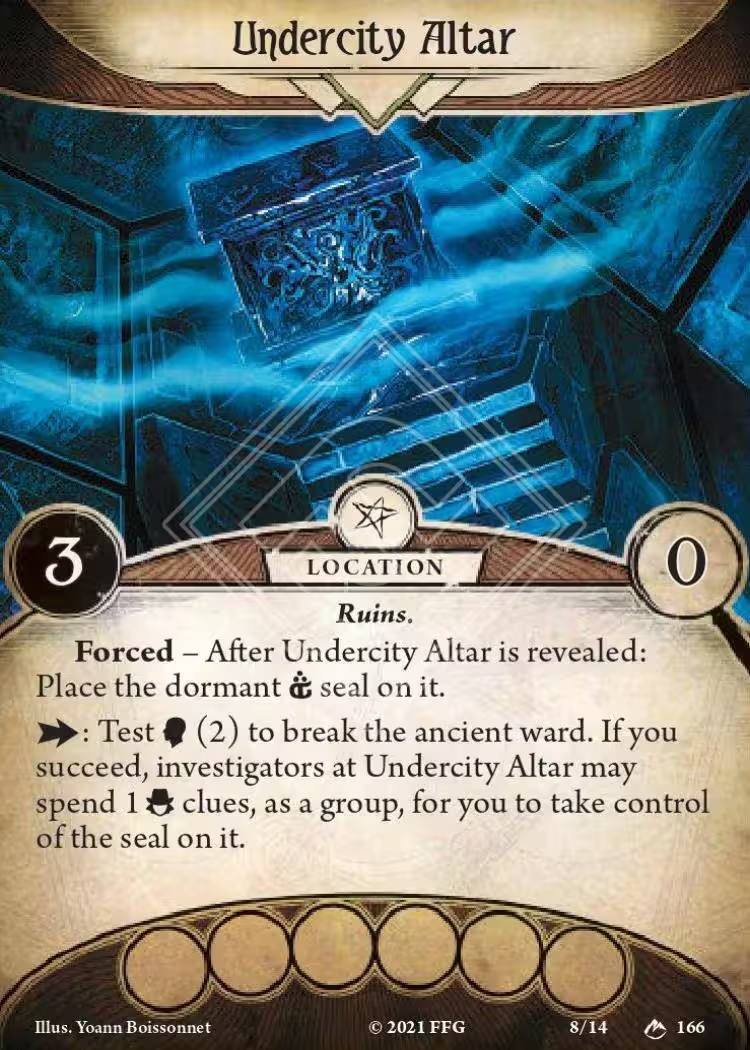 Undercity Altar
3
LOCATION
0
Ruins.
Forced – After Undercity Altar is revealed:
Place the dormant seal on it.
: Test (2) to break the ancient ward. If you
succeed, investigators at Undercity Altar may
spend 1 clues, as a group, for you to take control
of the seal on it.
Illus. Yoann Boissonnet
© 2021 FFG
8/14
166